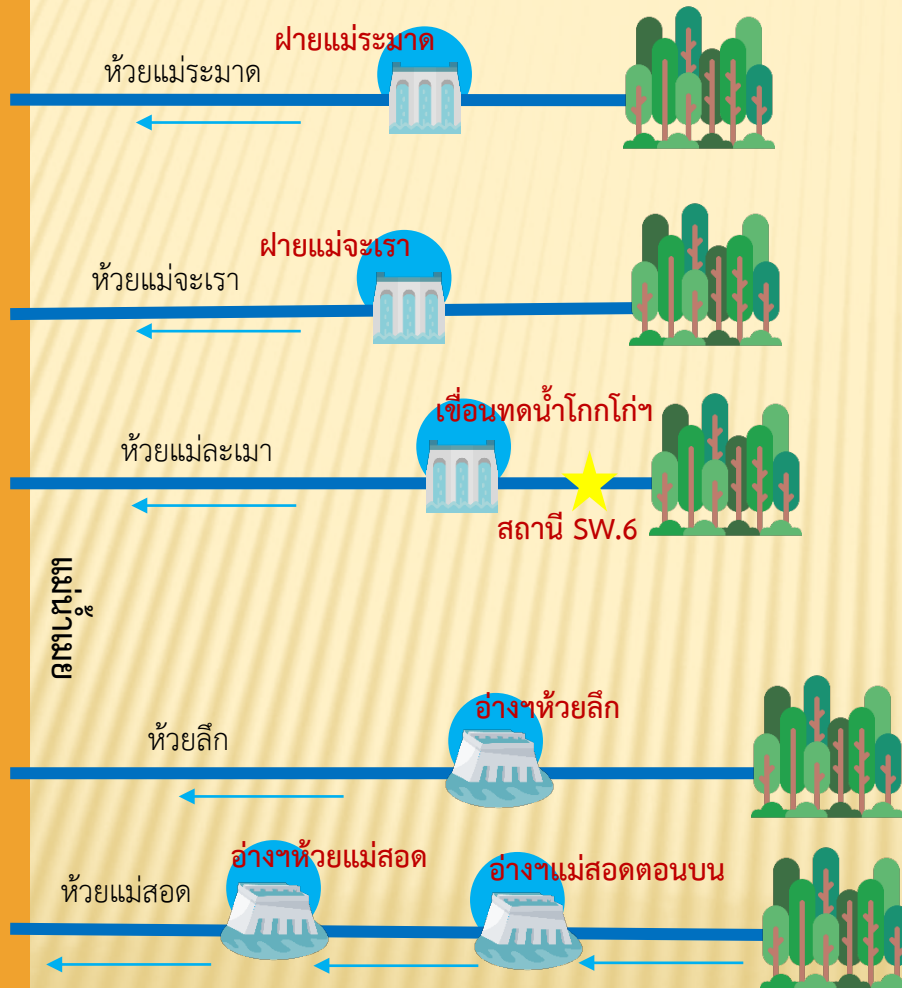 ฝายแม่ระมาด
ห้วยแม่ระมาด
ฝายแม่จะเรา
ห้วยแม่จะเรา
เขื่อนทดน้ำโกกโก่ฯ
ห้วยแม่ละเมา
สถานี SW.6
แม่น้ำเมย
อ่างฯห้วยลึก
ห้วยลึก
อ่างฯห้วยแม่สอด
อ่างฯแม่สอดตอนบน
ห้วยแม่สอด